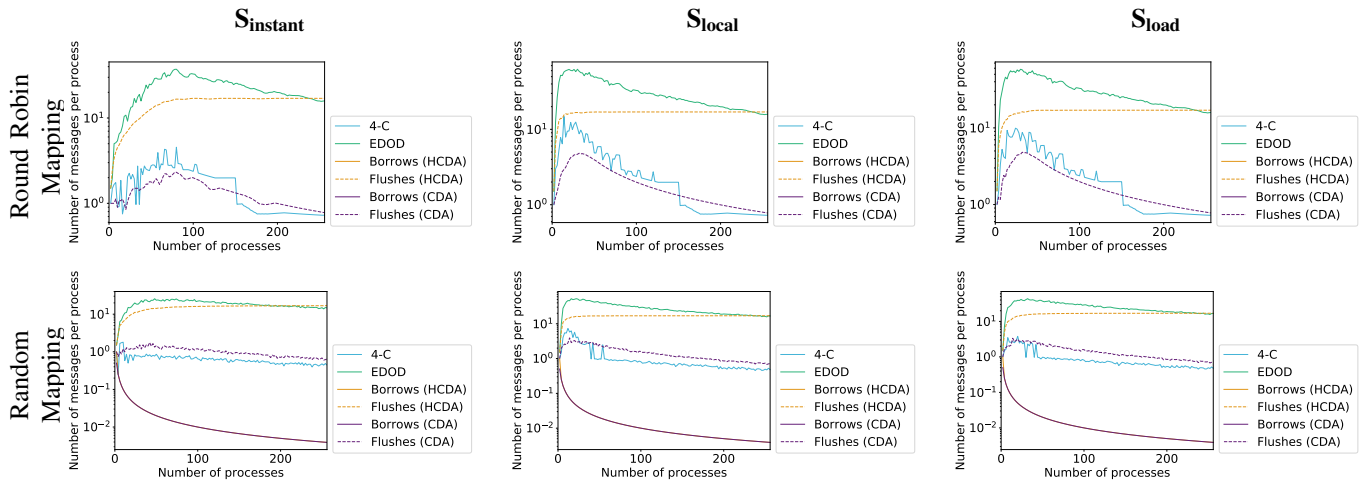 S_instant
S_local
S_load
Round Robin
Mapping
Number of messages per process
10^1
10^0
0
100
200
Number of processes
4-C
EDOD
Borrows (HCDA)
Flushes (HCDA)
Borrows (CDA)
Flushes (CDA)
Number of messages per process
10^1
10^0
0
100
200
Number of processes
4-C
EDOD
Borrows (HCDA)
Flushes (HCDA)
Borrows (CDA)
Flushes (CDA)
Number of messages per process
10^1
10^0
0
100
200
Number of processes
4-C
EDOD
Borrows (HCDA)
Flushes (HCDA)
Borrows (CDA)
Flushes (CDA)
Random
Mapping
Number of messages per process
10^1
10^0
10^−1
10^−2
0
100
200
Number of processes
4-C
EDOD
Borrows (HCDA)
Flushes (HCDA)
Borrows (CDA)
Flushes (CDA)
Number of messages per process
10^1
10^0
10^−1
10^−2
0
100
200
Number of processes
4-C
EDOD
Borrows (HCDA)
Flushes (HCDA)
Borrows (CDA)
Flushes (CDA)
Number of messages per process
10^1
10^0
10^−1
10^−2
0
100
200
Number of processes
4-C
EDOD
Borrows (HCDA)
Flushes (HCDA)
Borrows (CDA)
Flushes (CDA)